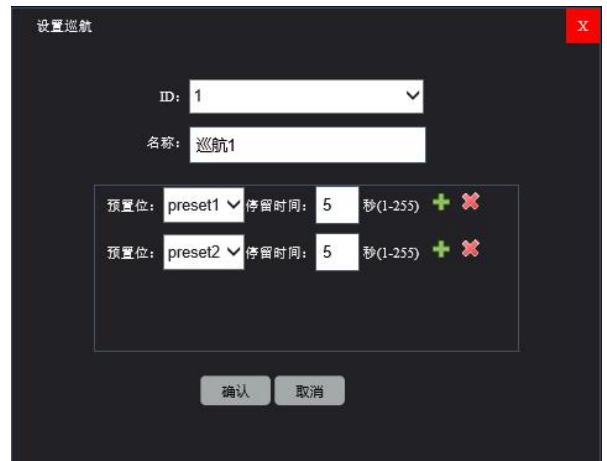 设置巡航 X
ID： 1
名称： 巡航1
预置位： preset1 停留时间： 5 秒(1-255)
预置位： preset2 停留时间： 5 秒(1-255)
确认 取消